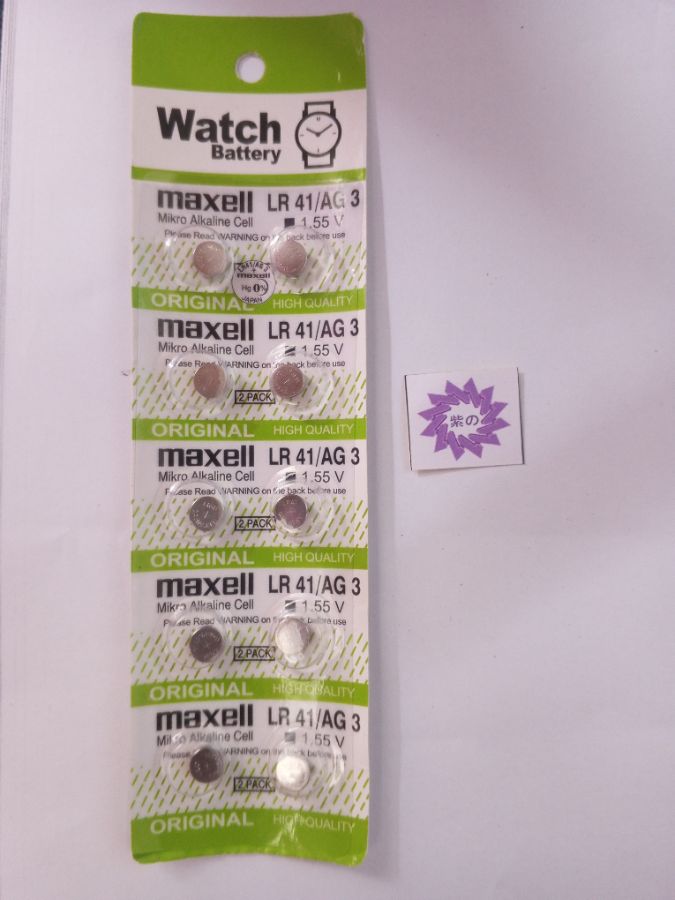 Watch
Battery
maxell LR 41/AG 3
Mikro Alkaline Cell 1.55 V
Please Read WARNING on the back before use
LR41/AG 3
maxell
Hg 0%
JAPAN
ORIGINAL HIGH QUALITY
maxell LR 41/AG 3
Mikro Alkaline Cell 1.55 V
Please Read WARNING on the back before use
2 PACK
ORIGINAL HIGH QUALITY
maxell LR 41/AG 3
Mikro Alkaline Cell 1.55 V
Please Read WARNING on the back before use
2 PACK
ORIGINAL HIGH QUALITY
maxell LR 41/AG 3
Mikro Alkaline Cell 1.55 V
Please Read WARNING on the back before use
2 PACK
ORIGINAL HIGH QUALITY
maxell LR 41/AG 3
Mikro Alkaline Cell 1.55 V
Please Read WARNING on the back before use
2 PACK
ORIGINAL HIGH QUALITY
紫の